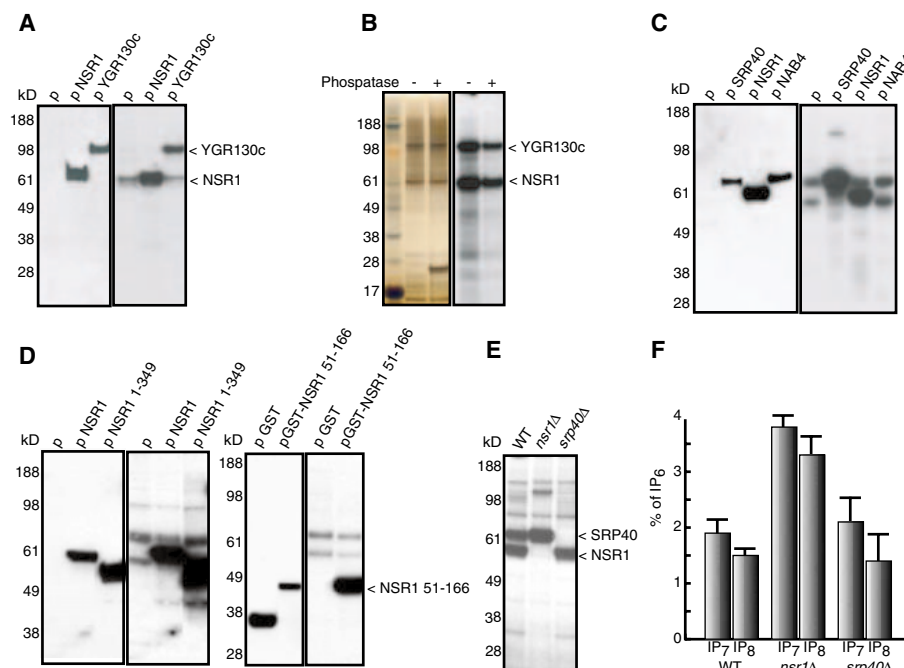 A
p
p NSR1
p YGR130c
p
p NSR1
p YGR130c
kD
188
98
61
49
38
28
< YGR130c
< NSR1
B
Phospatase - + - +
188
98
61
49
38
28
17
< YGR130c
< NSR1
C
p
p SRP40
p NSR1
p NAB4
p
p SRP40
p NSR1
p NAB4
kD
188
98
61
49
38
28
D
p
p NSR1
p NSR1 1-349
p
p NSR1
p NSR1 1-349
kD
188
98
61
49
38
p GST
pGST-NSR1 51-166
p GST
pGST-NSR1 51-166
kD
188
98
61
49
38
28
< NSR1 51-166
E
WT
nsr1Δ
srp40Δ
kD
188
98
61
49
38
28
< SRP40
< NSR1
F
% of IP6
4
3
2
1
0
IP7 IP8 IP7 IP8 IP7 IP8
WT nsr1Δ srp40Δ